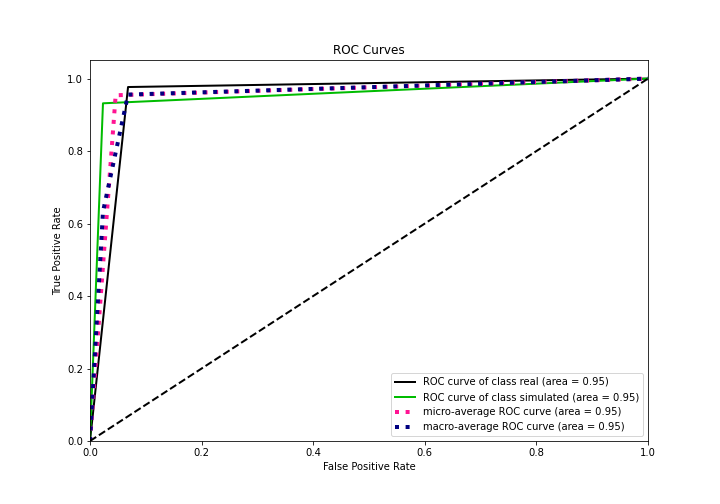 ROC Curves
True Positive Rate
1.0
0.8
0.6
0.4
0.2
0.0
0.0 0.2 0.4 0.6 0.8 1.0
False Positive Rate
ROC curve of class real (area = 0.95)
ROC curve of class simulated (area = 0.95)
micro-average ROC curve (area = 0.95)
macro-average ROC curve (area = 0.95)